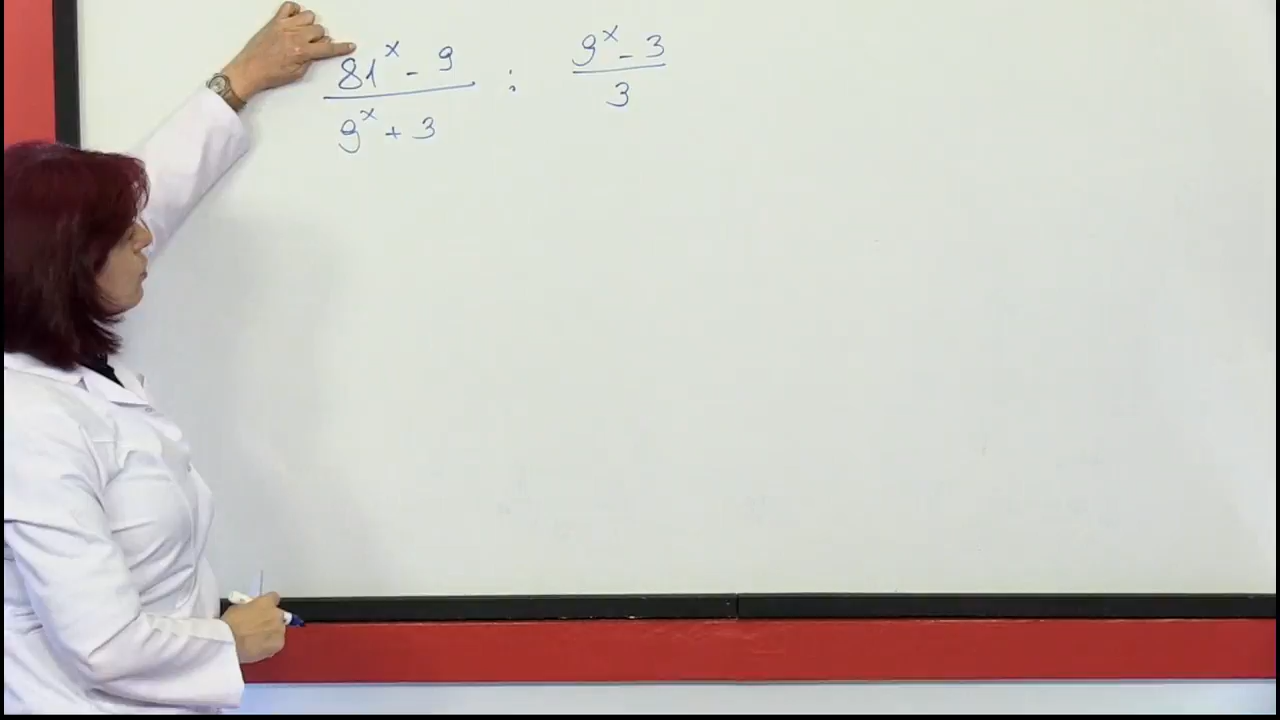 81^x - 9 / 9^x + 3 : 9^x - 3 / 3